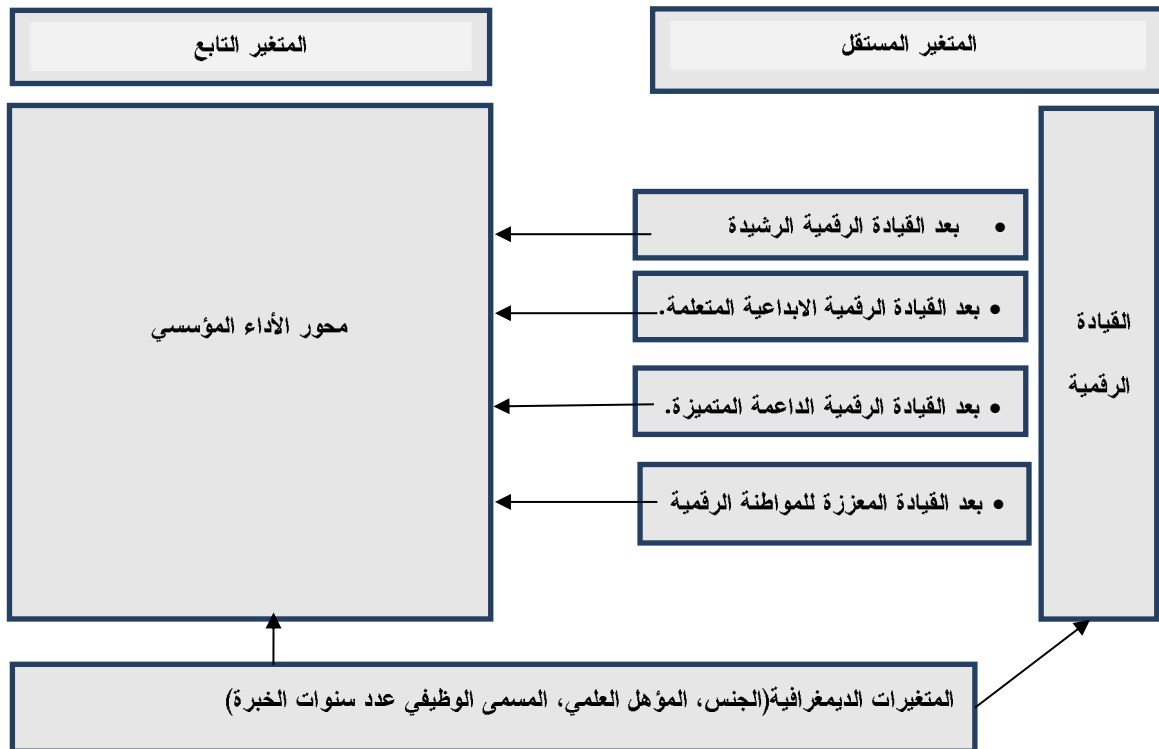 المتغير المستقل
المتغير التابع
القيادة
الرقمية
• بعد القيادة الرقمية الرشيدة
• بعد القيادة الرقمية الابداعية المتعلمة.
• بعد القيادة الرقمية الداعمة المتميزة.
• بعد القيادة المعززة للمواطنة الرقمية
محور الأداء المؤسسي
المتغيرات الديمغرافية(الجنس، المؤهل العلمي، المسمى الوظيفي عدد سنوات الخبرة)